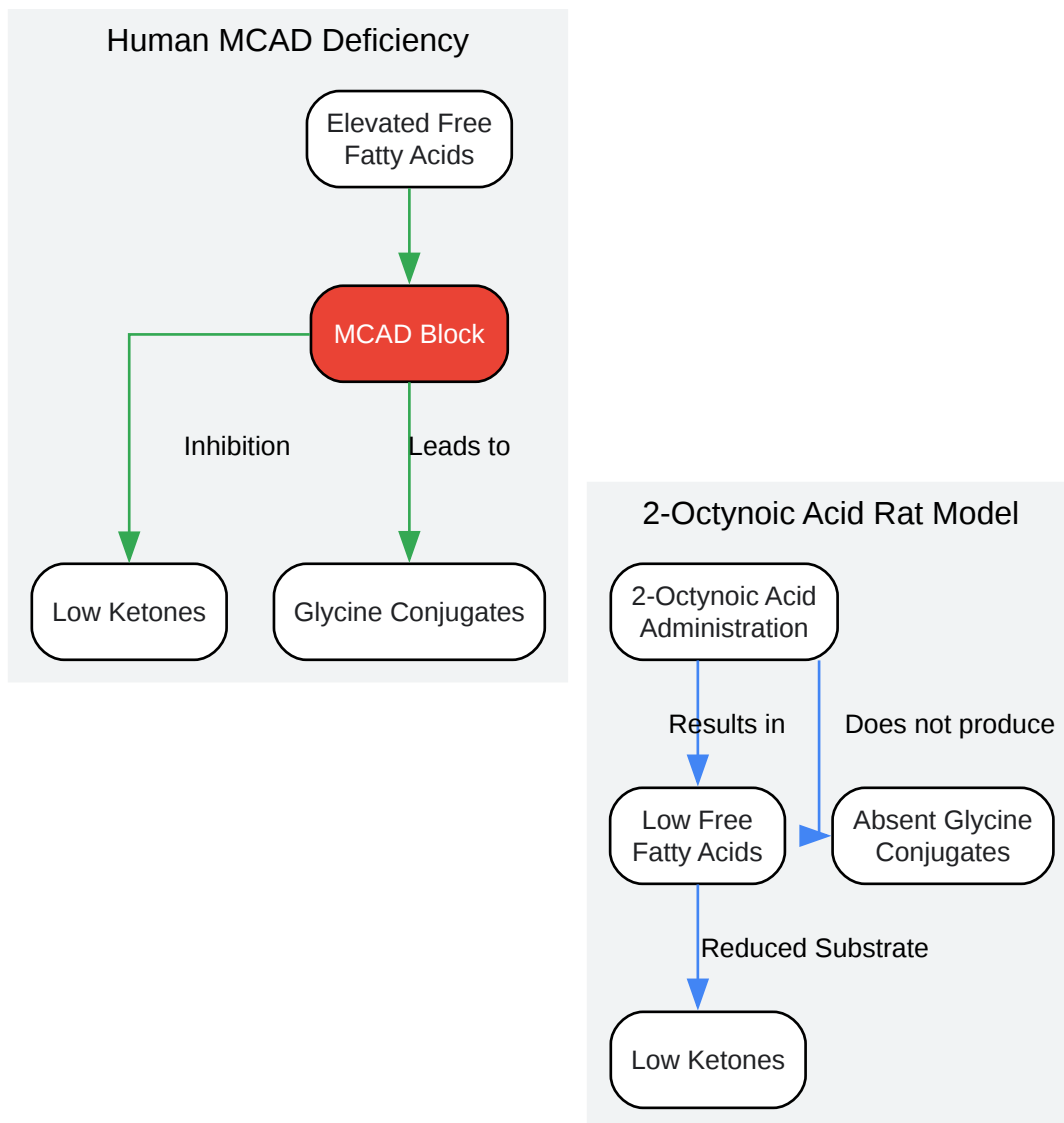 Human MCAD Deficiency
Elevated Free
Fatty Acids
MCAD Block
Inhibition
Leads to
Low Ketones
Glycine Conjugates
2-Octynoic Acid Rat Model
2-Octynoic Acid
Administration
Results in
Does not produce
Low Free
Fatty Acids
Absent Glycine
Conjugates
Reduced Substrate
Low Ketones